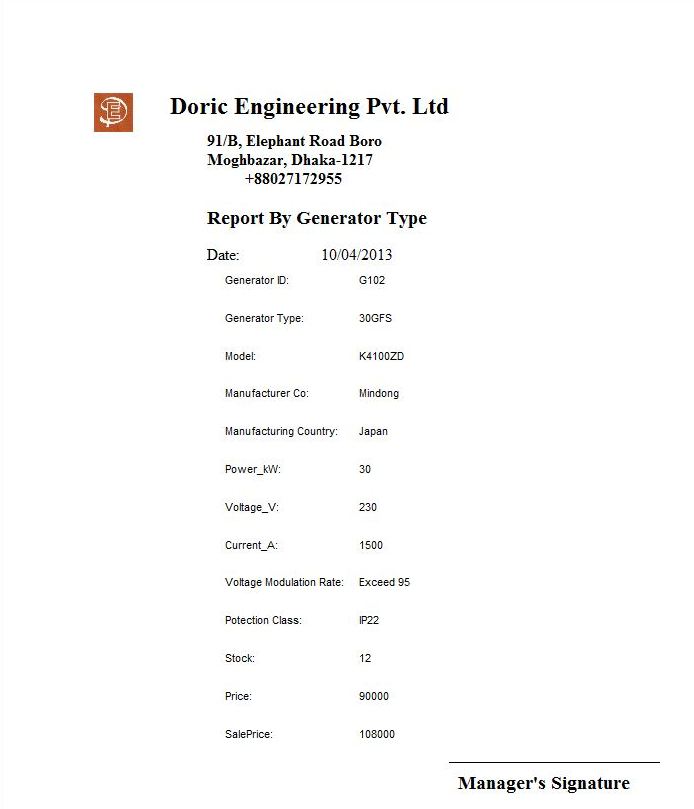 Doric Engineering Pvt. Ltd
91/B, Elephant Road Boro
Moghbazar, Dhaka-1217
+88027172955
Report By Generator Type
Date: 10/04/2013
Generator ID: G102
Generator Type: 30GFS
Model: K4100ZD
Manufacturer Co: Mindong
Manufacturing Country: Japan
Power_kW: 30
Voltage_V: 230
Current_A: 1500
Voltage Modulation Rate: Exceed 95
Potection Class: IP22
Stock: 12
Price: 90000
SalePrice: 108000
Manager's Signature